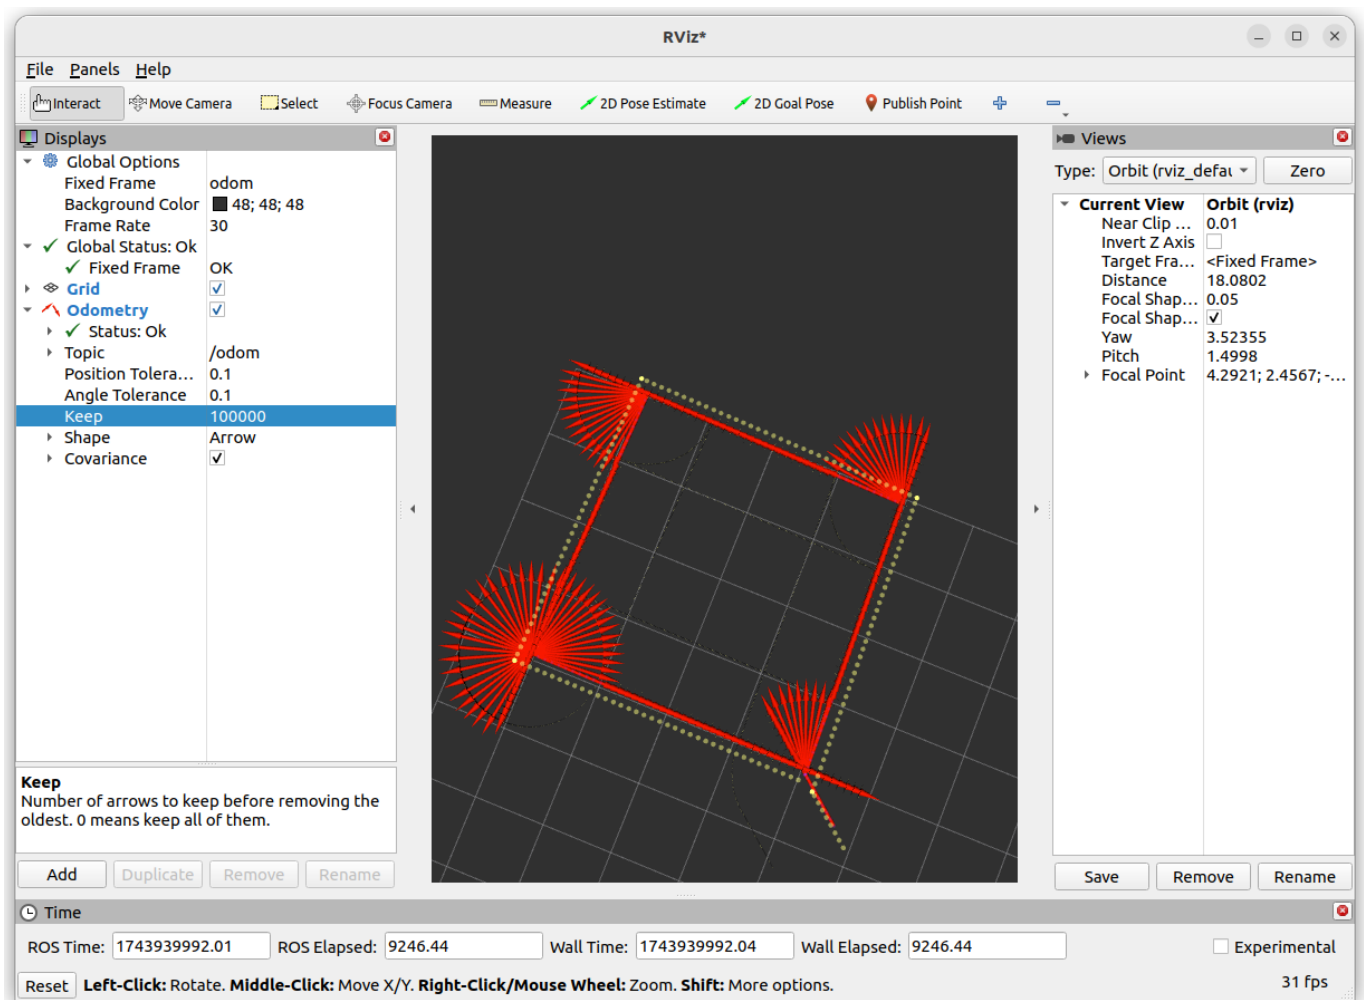 RViz*
File Panels Help
Interact Move Camera Select Focus Camera Measure 2D Pose Estimate 2D Goal Pose Publish Point
Displays
Global Options
Fixed Frame odom
Background Color 48; 48; 48
Frame Rate 30
Global Status: Ok
Fixed Frame OK
Grid
Odometry
Status: Ok
Topic /odom
Position Tolera... 0.1
Angle Tolerance 0.1
Keep 100000
Shape Arrow
Covariance
Keep
Number of arrows to keep before removing the
oldest. 0 means keep all of them.
Add Duplicate Remove Rename
Views
Type: Orbit (rviz_defau Zero
Current View Orbit (rviz)
Near Clip ... 0.01
Invert Z Axis
Target Fra... <Fixed Frame>
Distance 18.0802
Focal Shap... 0.05
Focal Shap...
Yaw 3.52355
Pitch 1.4998
Focal Point 4.2921; 2.4567; -...
Save Remove Rename
Time
ROS Time: 1743939992.01 ROS Elapsed: 9246.44 Wall Time: 1743939992.04 Wall Elapsed: 9246.44 Experimental
Reset Left-Click: Rotate. Middle-Click: Move X/Y. Right-Click/Mouse Wheel: Zoom. Shift: More options. 31 fps